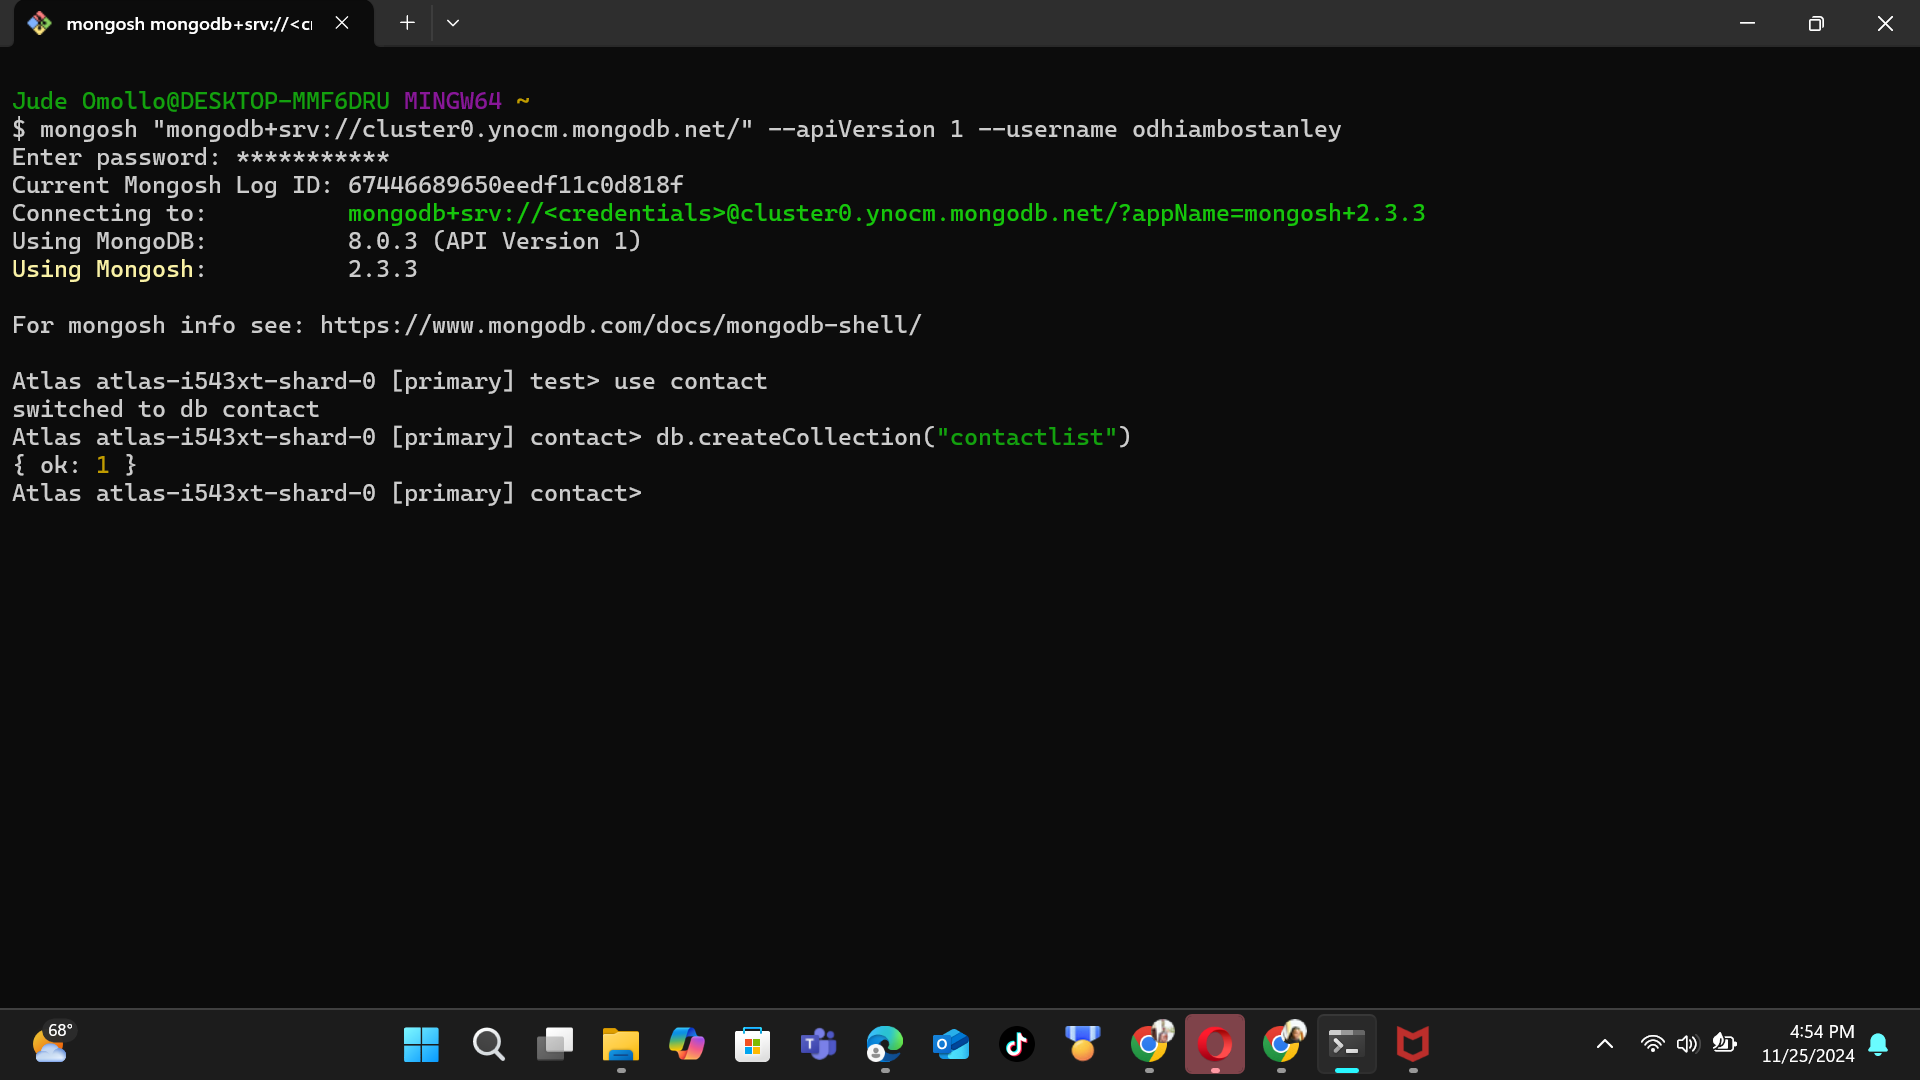 mongosh mongodb+srv://<cr
Jude Omollo@DESKTOP-MMF6DRU MINGW64 ~
$ mongosh "mongodb+srv://cluster0.ynocm.mongodb.net/" --apiVersion 1 --username odhiambostanley
Enter password: ***********
Current Mongosh Log ID: 67446689650eedf11c0d818f
Connecting to: mongodb+srv://<credentials>@cluster0.ynocm.mongodb.net/?appName=mongosh+2.3.3
Using MongoDB: 8.0.3 (API Version 1)
Using Mongosh: 2.3.3
For mongosh info see: https://www.mongodb.com/docs/mongodb-shell/
Atlas atlas-i543xt-shard-0 [primary] test> use contact
switched to db contact
Atlas atlas-i543xt-shard-0 [primary] contact> db.createCollection("contactlist")
{ ok: 1 }
Atlas atlas-i543xt-shard-0 [primary] contact>
68°
4:54 PM
11/25/2024